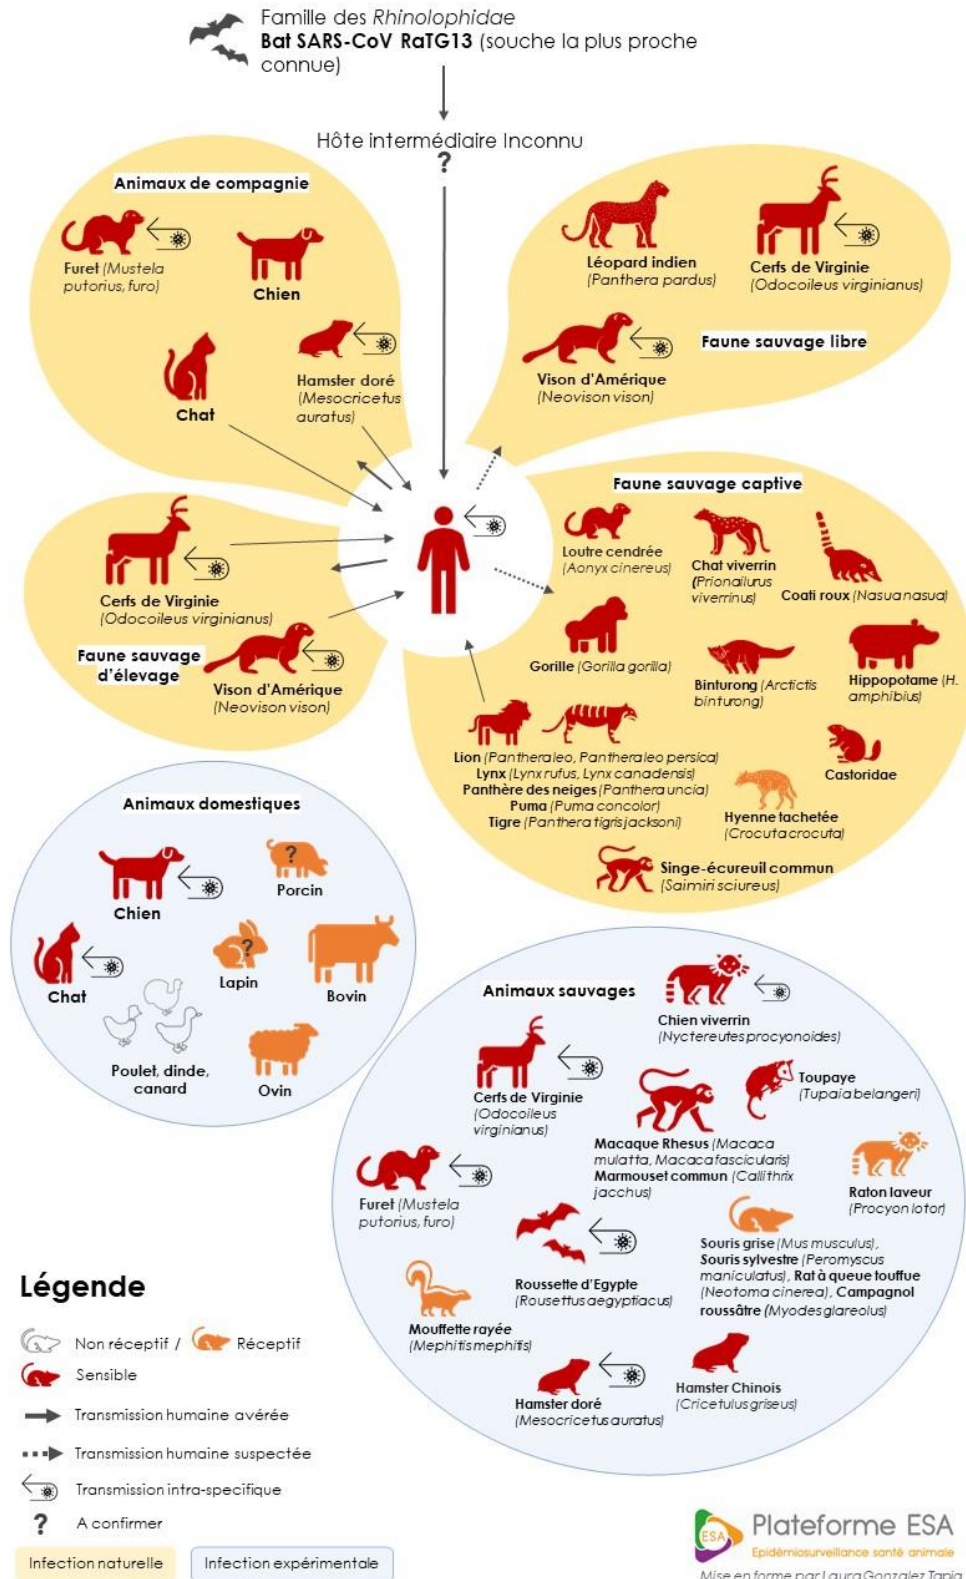 Famille des Rhinolophidae
Bat SARS-CoV RaTG13 (souche la plus proche
connue)
Hôte intermédiaire Inconnu
?
Animaux de compagnie
Furet (Mustela
putorius, furo)
Chien
Chat
Hamster doré
(Mesocricetus
auratus)
Léopard indien
(Panthera pardus)
Cerfs de Virginie
(Odocoileus virginianus)
Vison d'Amérique
(Neovison vison)
Faune sauvage libre
Cerfs de Virginie
(Odocoileus virginianus)
Faune sauvage
d'élevage
Vison d'Amérique
(Neovison vison)
Faune sauvage captive
Loutre cendrée
(Aonyx cinereus)
Chat viverrin
(Prionailurus
viverrinus)
Coati roux (Nasua nasua)
Gorille (Gorilla gorilla)
Binturong (Arctictis
binturong)
Hippopotame (H.
amphibius)
Lion (Panthera leo, Panthera leo persica)
Lynx (Lynx rufus, Lynx canadensis)
Panthère des neiges (Panthera uncia)
Puma (Puma concolor)
Tigre (Panthera tigris jacksoni)
Castoridae
Hyenne tachetée
(Crocuta crocuta)
Singe-écureuil commun
(Saimiri sciureus)
Animaux domestiques
Chien
?
Porcin
Chat
?
Lapin
Bovin
Poulet, dinde,
canard
Ovin
Animaux sauvages
Chien viverrin
(Nyctereutes procyonoides)
Cerfs de Virginie
(Odocoileus
virginianus)
Toupaye
(Tupaia belangeri)
Macaque Rhesus (Macaca
mulatta, Macaca fascicularis)
Marmouset commun (Callithrix
jacchus)
Raton laveur
(Procyon lotor)
Furet (Mustela
putorius, furo)
Roussette d'Egypte
(Rousettus aegyptiacus)
Souris grise (Mus musculus),
Souris sylvestre (Peromyscus
maniculatus), Rat à queue touffue
(Neotoma cinerea), Campagnol
roussâtre (Myodes glareolus)
Mouffette rayée
(Mephitis mephitis)
Hamster doré
(Mesocricetus auratus)
Hamster Chinois
(Cricetulus griseus)
Légende
Non réceptif / Réceptif
Sensible
Transmission humaine avérée
Transmission humaine suspectée
Transmission intra-specifique
? A confirmer
Infection naturelle
Infection expérimentale
ESA
Plateforme ESA
Epidémiosurveillance santé animale
Mise en forme par Laura Gonzalez Tapia